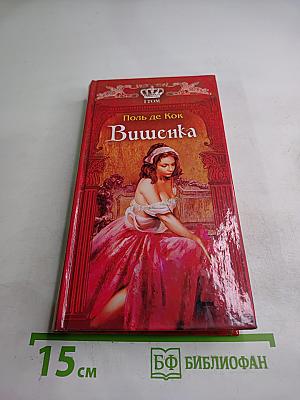 1 ТОМ
Поль де Кок
Вишенка
15 см
БФ БИБЛИОФАН